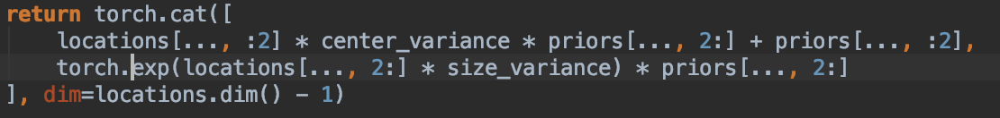 return torch.cat([
    locations[..., :2] * center_variance * priors[..., 2:] + priors[..., :2],
    torch.exp(locations[..., 2:] * size_variance) * priors[..., 2:]
], dim=locations.dim() - 1)